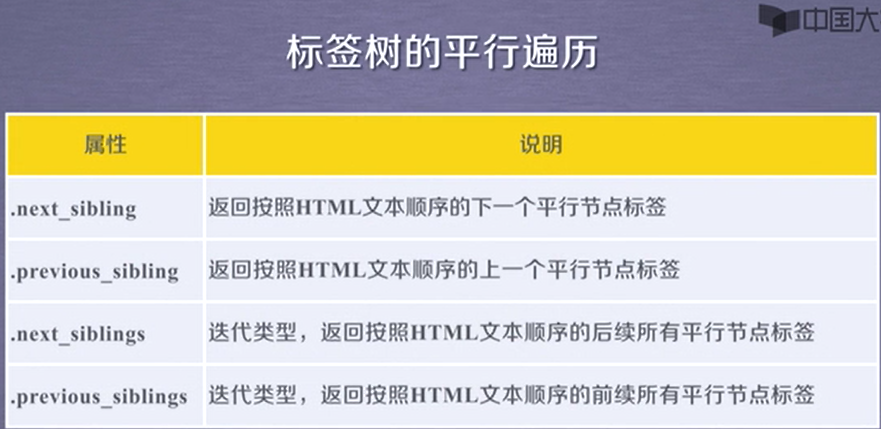 中国大
标签树的平行遍历
属性 说明
.next_sibling 返回按照HTML文本顺序的下一个平行节点标签
.previous_sibling 返回按照HTML文本顺序的上一个平行节点标签
.next_siblings 迭代类型，返回按照HTML文本顺序的后续所有平行节点标签
.previous_siblings 迭代类型，返回按照HTML文本顺序的前续所有平行节点标签